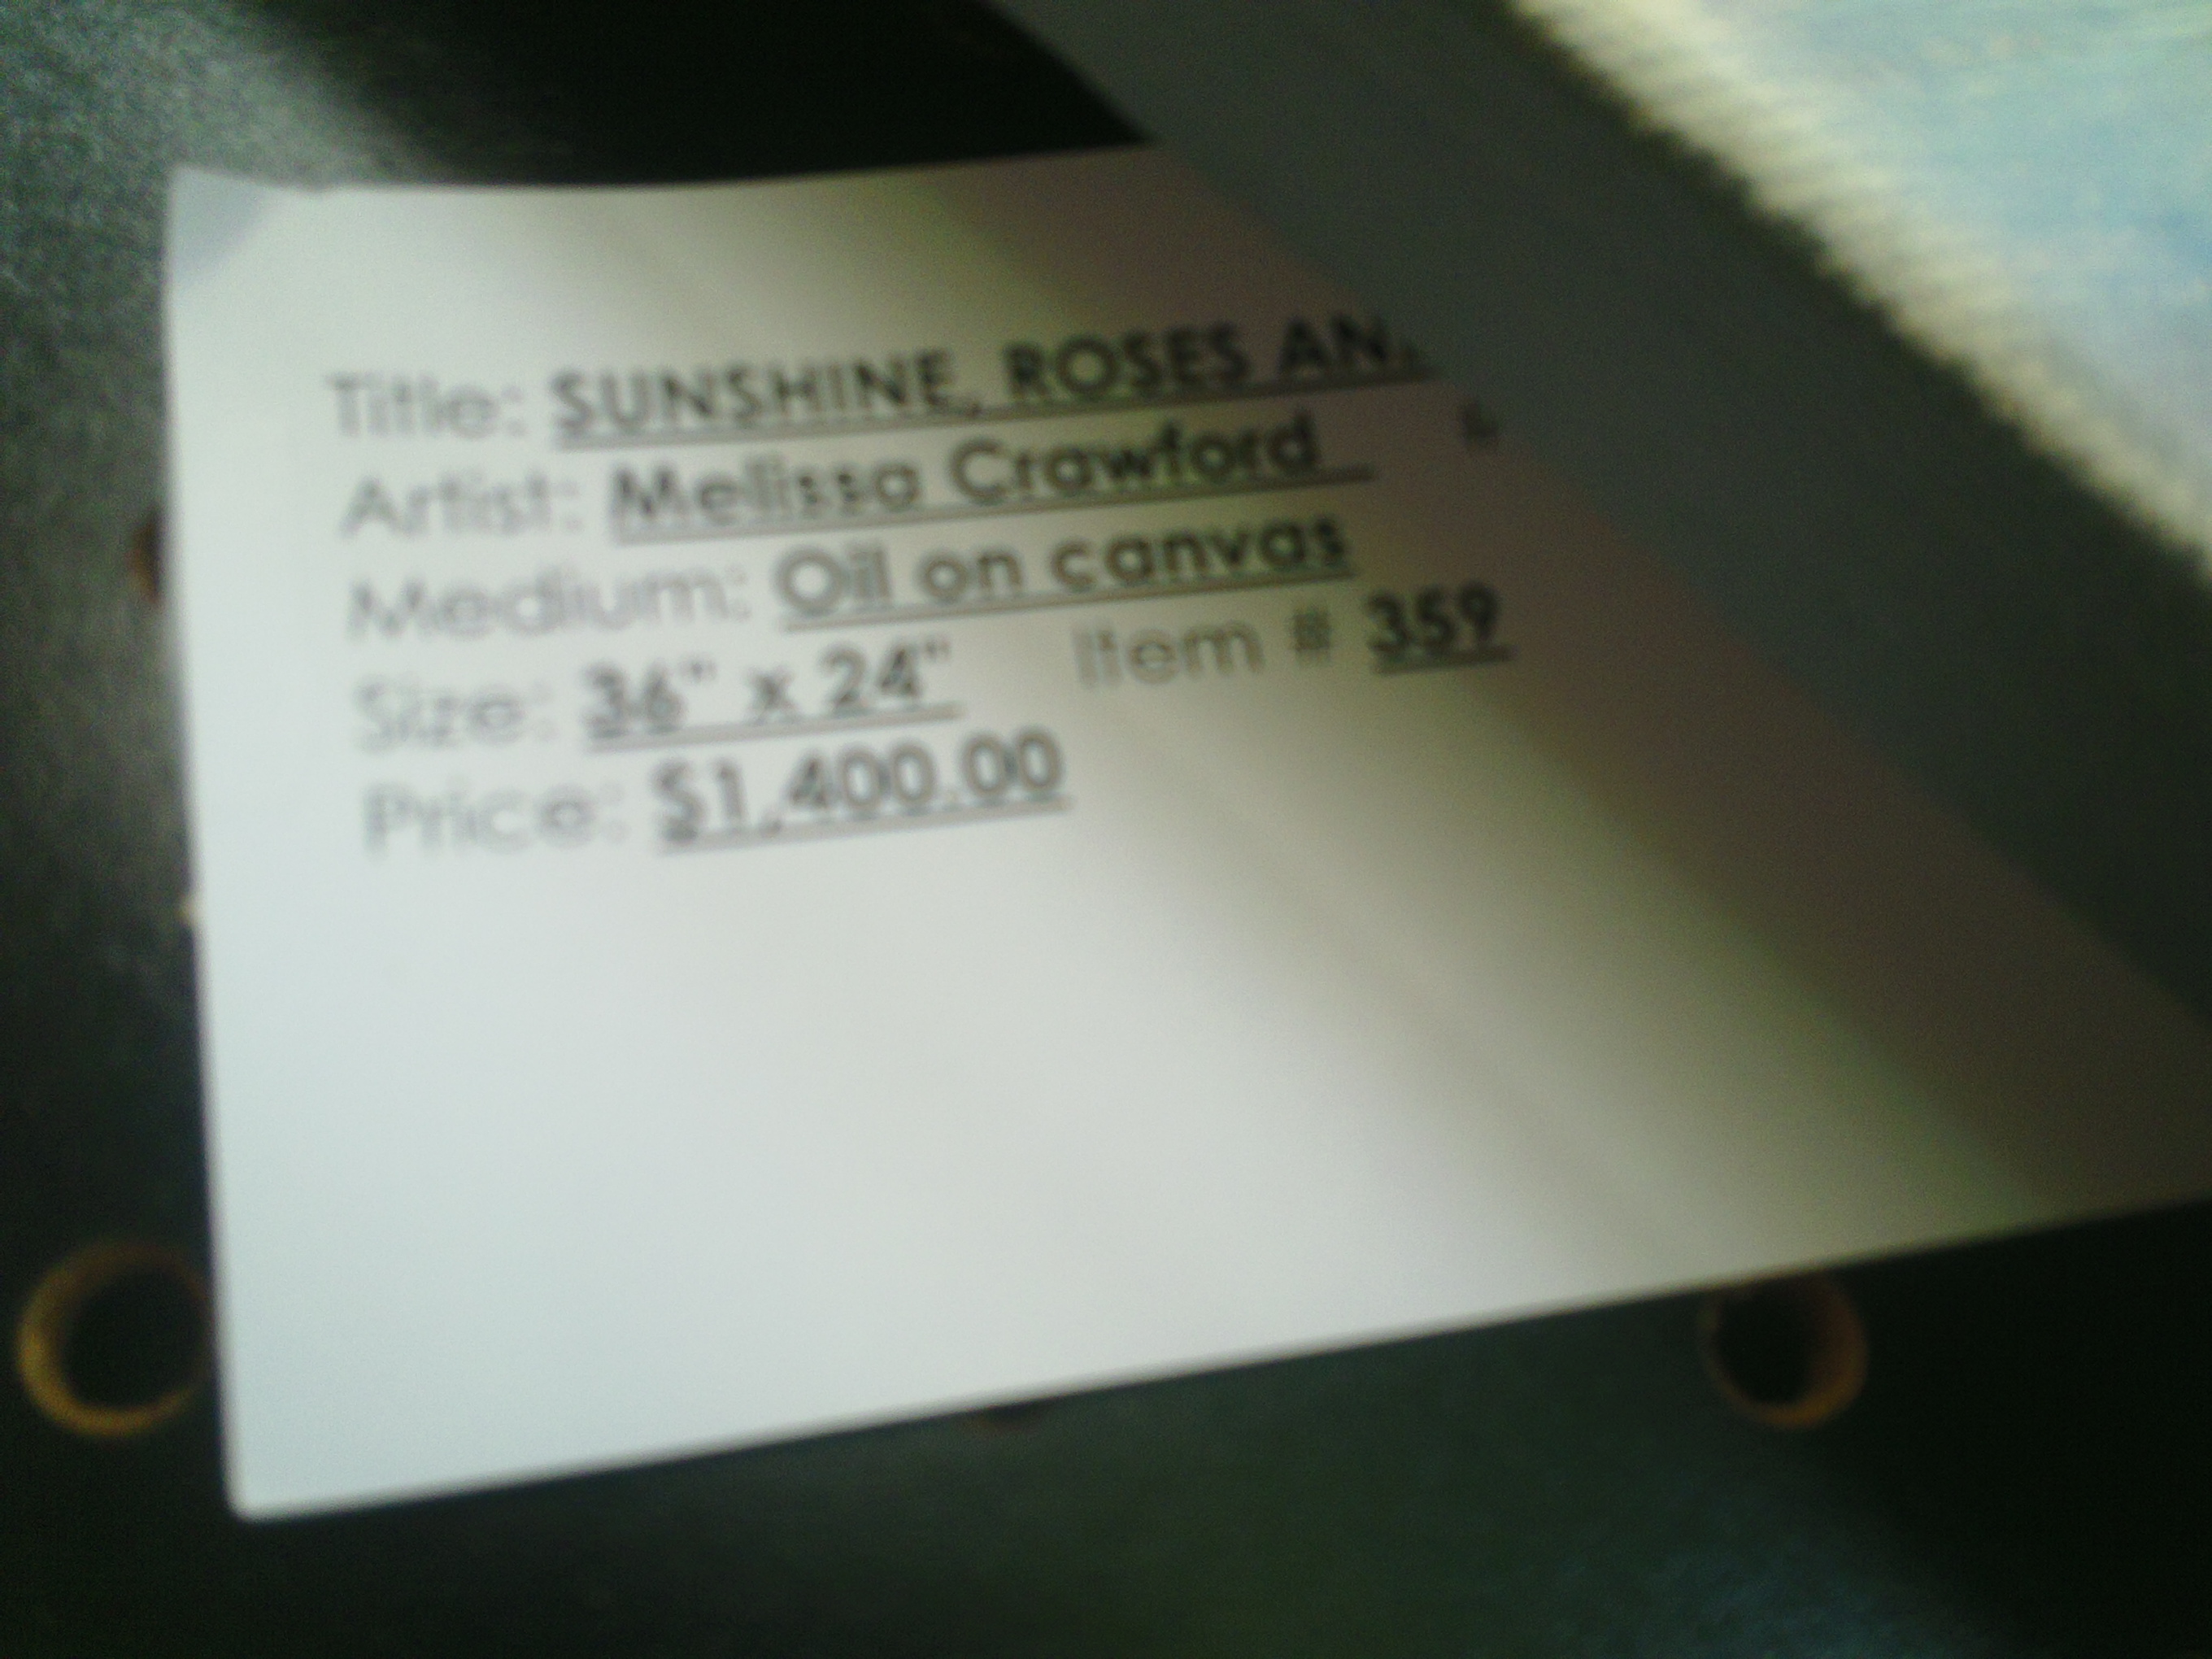 Title: SUNSHINE, ROSES AN
Artist: Melissa Crawford
Medium: Oil on canvas
Size: 36" x 24" Item # 359
Price: $1,400.00